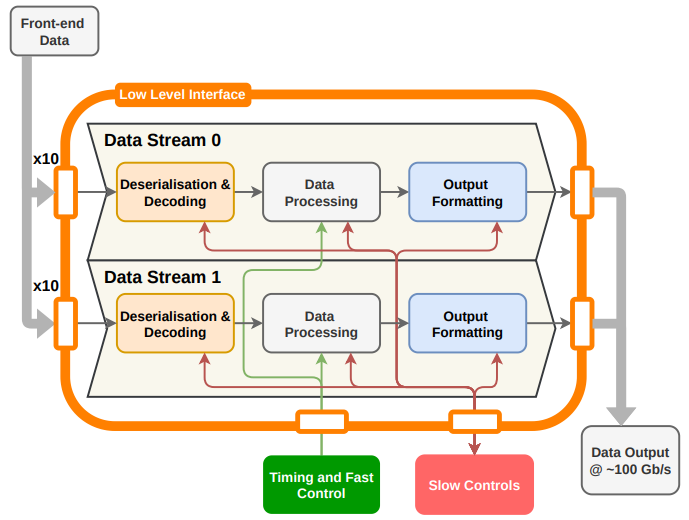 Front-end
Data
Low Level Interface
Data Stream 0
x10
Deserialisation &
Decoding
Data
Processing
Output
Formatting
Data Stream 1
x10
Deserialisation &
Decoding
Data
Processing
Output
Formatting
Timing and Fast
Control
Slow Controls
Data Output
@ ~100 Gb/s